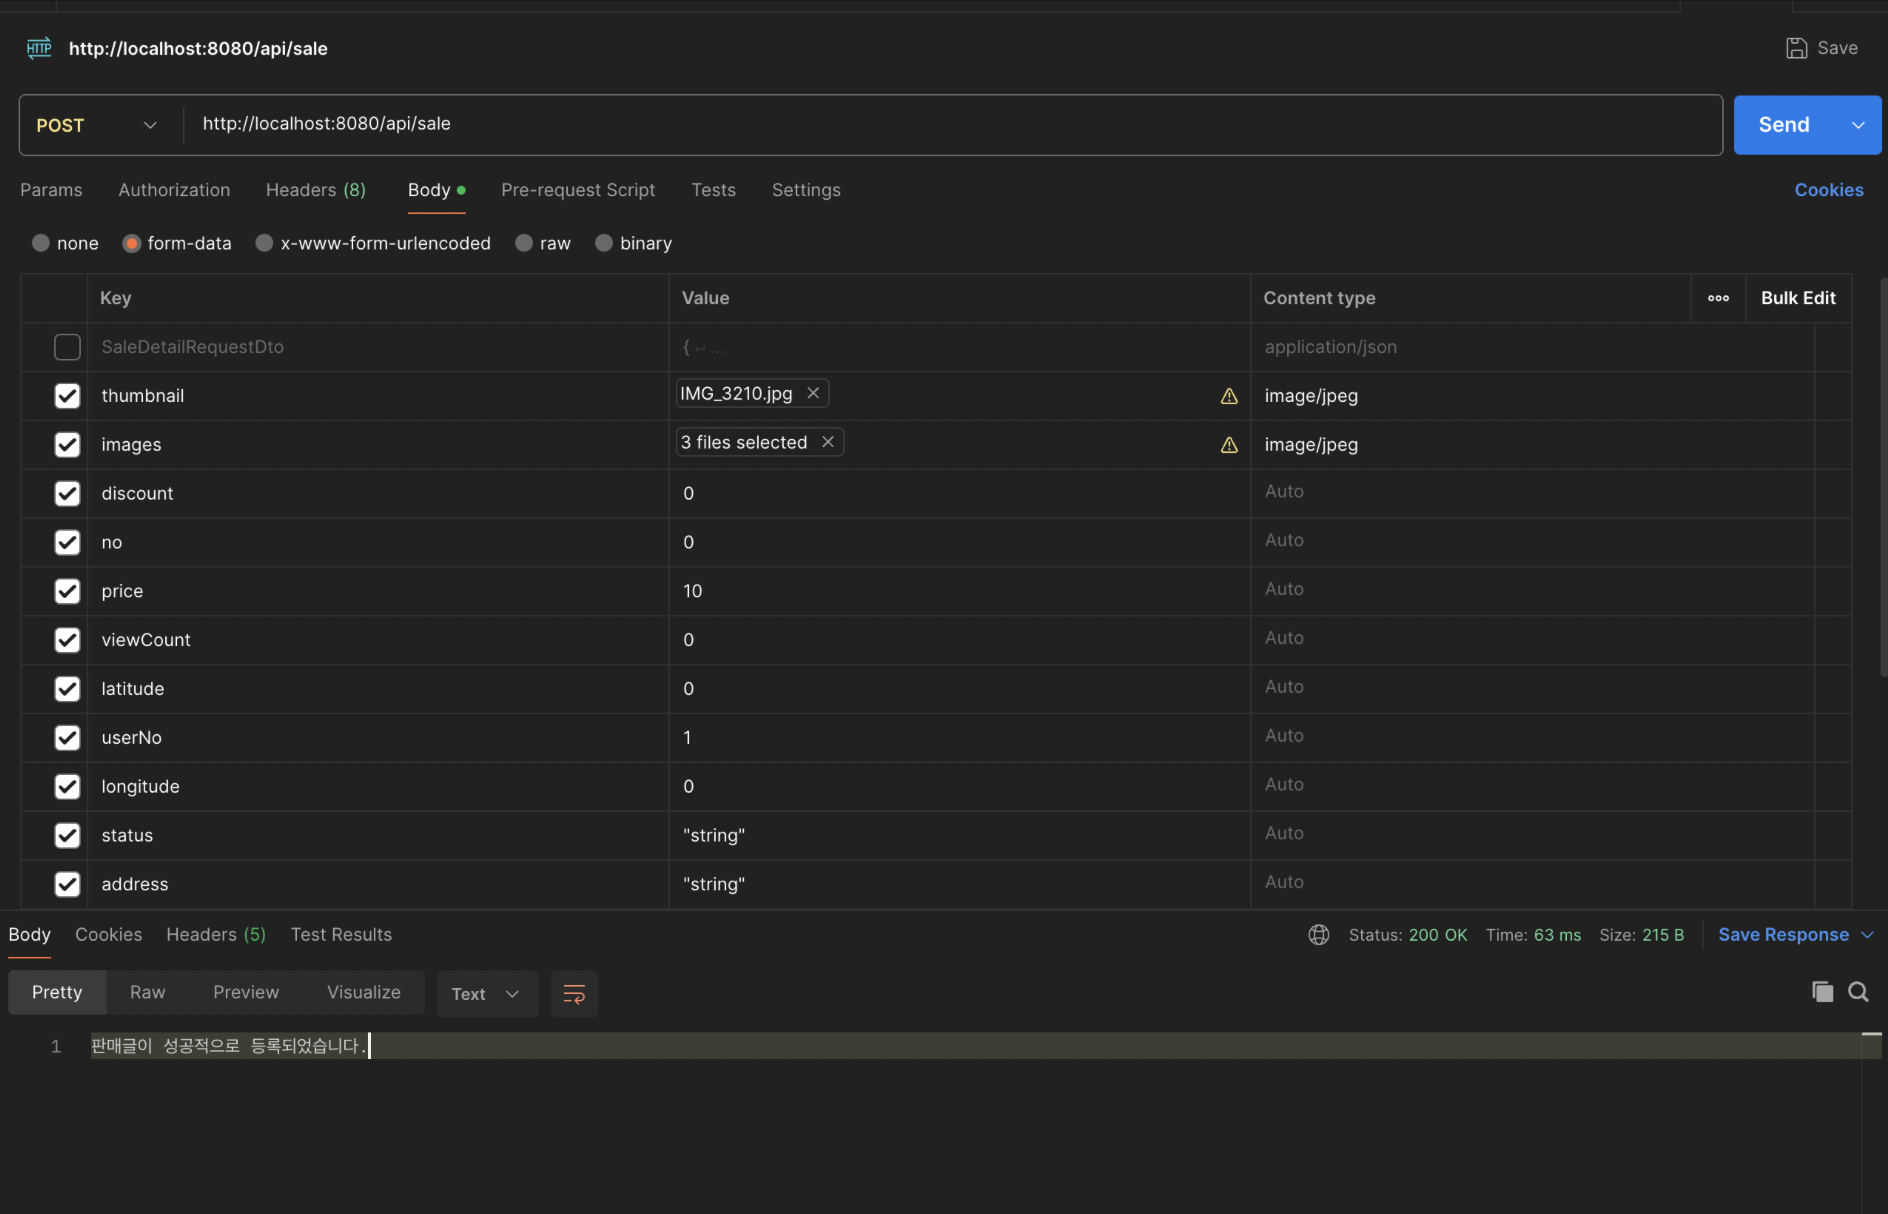 HTTP http://localhost:8080/api/sale Save
POST http://localhost:8080/api/sale Send
Params Authorization Headers (8) Body Pre-request Script Tests Settings Cookies
none form-data x-www-form-urlencoded raw binary
Key Value Content type Bulk Edit
SaleDetailRequestDto { ↵ ... application/json
thumbnail IMG_3210.jpg image/jpeg
images 3 files selected image/jpeg
discount 0 Auto
no 0 Auto
price 10 Auto
viewCount 0 Auto
latitude 0 Auto
userNo 1 Auto
longitude 0 Auto
status "string" Auto
address "string" Auto
Body Cookies Headers (5) Test Results Status: 200 OK Time: 63 ms Size: 215 B Save Response
Pretty Raw Preview Visualize Text
1 판매글이 성공적으로 등록되었습니다.